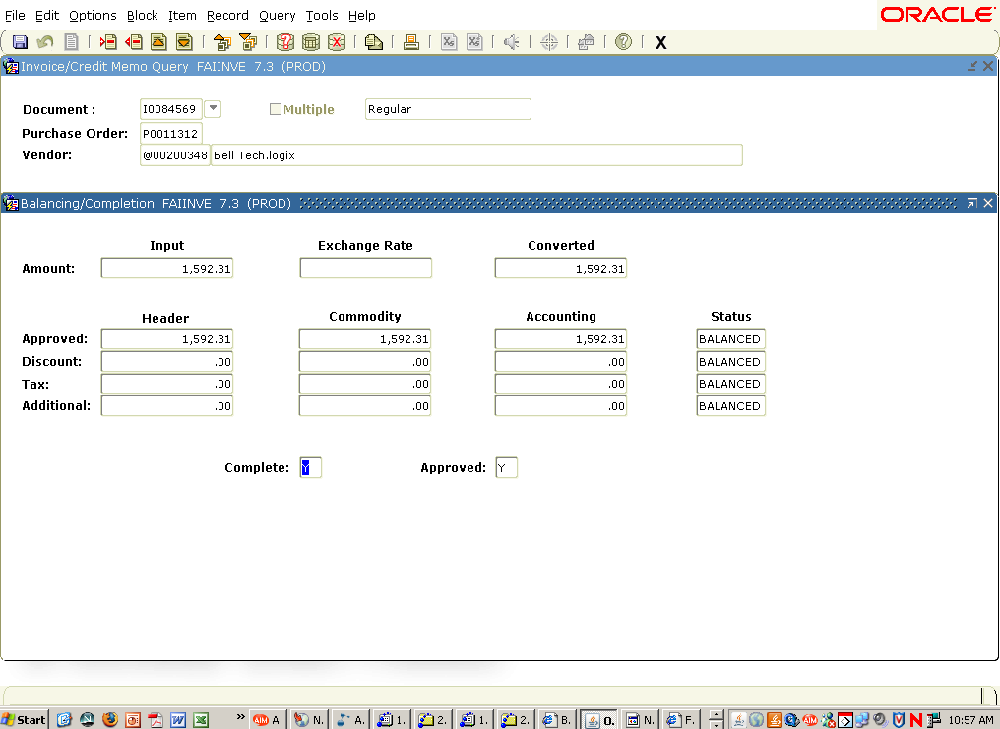 File Edit Options Block Item Record Query Tools Help
ORACLE
X
Invoice/Credit Memo Query FAIINVE 7.3 (PROD)
Document : I0084569 Multiple Regular
Purchase Order: P0011312
Vendor: @00200348 Bell Tech.logix
Balancing/Completion FAIINVE 7.3 (PROD)
Input Exchange Rate Converted
Amount: 1,592.31 1,592.31
Header Commodity Accounting Status
Approved: 1,592.31 1,592.31 1,592.31 BALANCED
Discount: .00 .00 .00 BALANCED
Tax: .00 .00 .00 BALANCED
Additional: .00 .00 .00 BALANCED
Complete: Y Approved: Y
Start » A. N. A. 1. 2. 1. 2. B. O. N. F. 10:57 AM